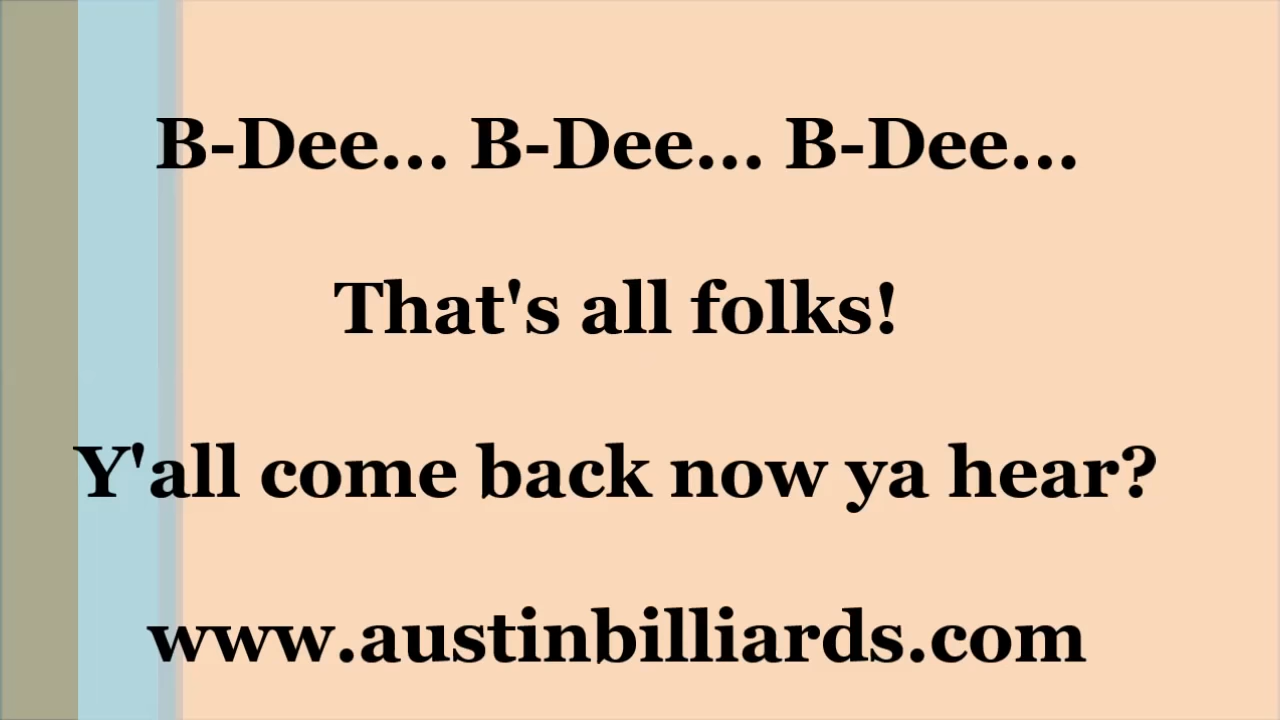 B-Dee... B-Dee... B-Dee...
That's all folks!
Y'all come back now ya hear?
www.austinbilliards.com